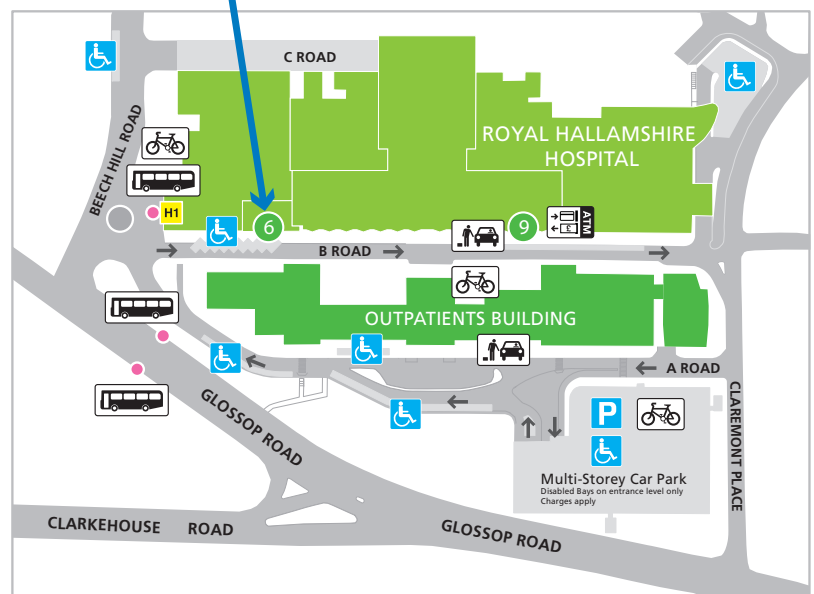 C ROAD
BEECH HILL ROAD
ROYAL HALLAMSHIRE
HOSPITAL
H1
6
9
ATM
B ROAD
OUTPATIENTS BUILDING
A ROAD
GLOSSOP ROAD
CLAREMONT PLACE
P
Multi-Storey Car Park
Disabled Bays on entrance level only
Charges apply
CLARKEHOUSE ROAD
GLOSSOP ROAD